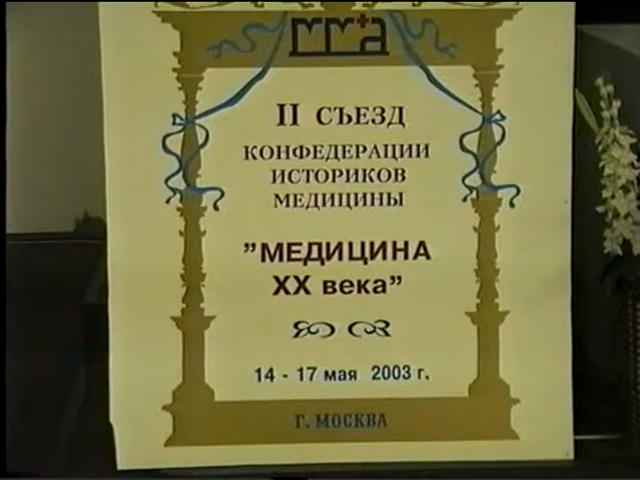 ММА
II СЪЕЗД
КОНФЕДЕРАЦИИ
ИСТОРИКОВ
МЕДИЦИНЫ
"МЕДИЦИНА
XX века"
14 - 17 мая 2003 г.
Г. МОСКВА